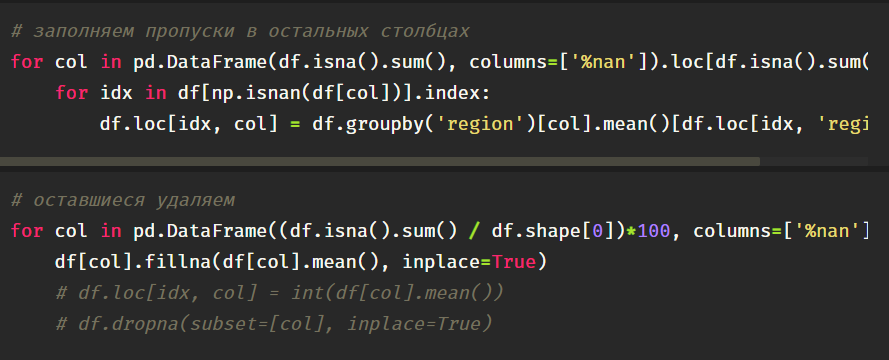 # заполняем пропуски в остальных столбцах
for col in pd.DataFrame(df.isna().sum(), columns=['%nan']).loc[df.isna().sum(
    for idx in df[np.isnan(df[col])].index:
        df.loc[idx, col] = df.groupby('region')[col].mean()[df.loc[idx, 'regi
# оставшиеся удаляем
for col in pd.DataFrame((df.isna().sum() / df.shape[0])*100, columns=['%nan']
    df[col].fillna(df[col].mean(), inplace=True)
    # df.loc[idx, col] = int(df[col].mean())
    # df.dropna(subset=[col], inplace=True)